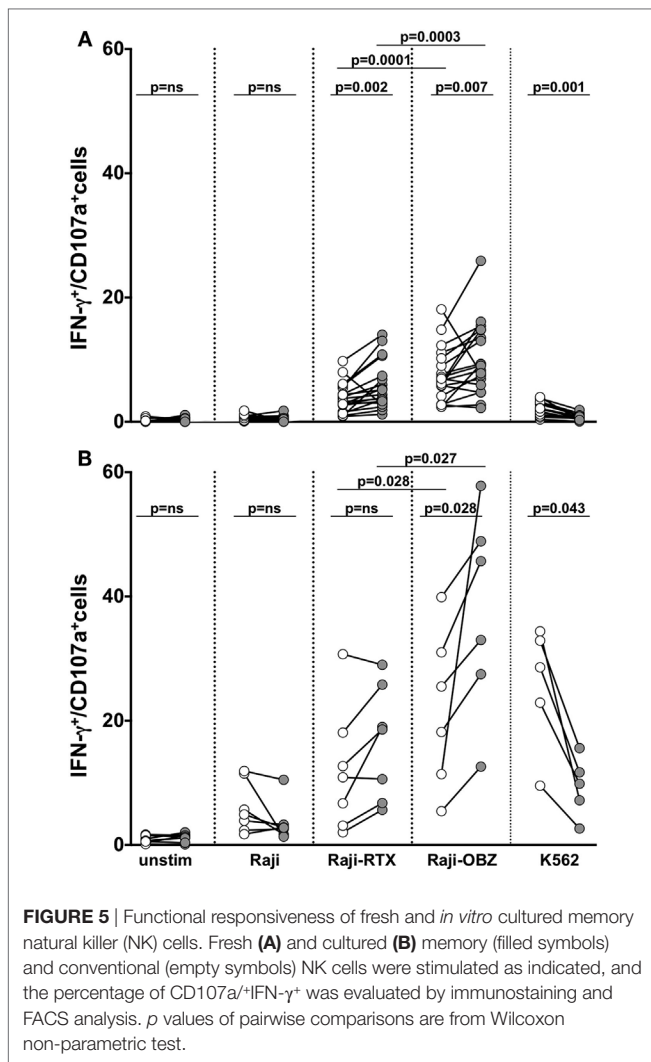 A
60
40
20
0
IFN-γ+/CD107a+cells
p=0.0003
p=0.0001
p=ns
p=ns
p=0.002
p=0.007
p=0.001
B
60
40
20
0
IFN-γ+/CD107a+cells
p=0.027
p=0.028
p=ns
p=ns
p=ns
p=0.028
p=0.043
unstim
Raji
Raji-RTX
Raji-OBZ
K562
FIGURE 5 | Functional responsiveness of fresh and in vitro cultured memory
natural killer (NK) cells. Fresh (A) and cultured (B) memory (filled symbols)
and conventional (empty symbols) NK cells were stimulated as indicated, and
the percentage of CD107a/+IFN-γ+ was evaluated by immunostaining and
FACS analysis. p values of pairwise comparisons are from Wilcoxon
non-parametric test.